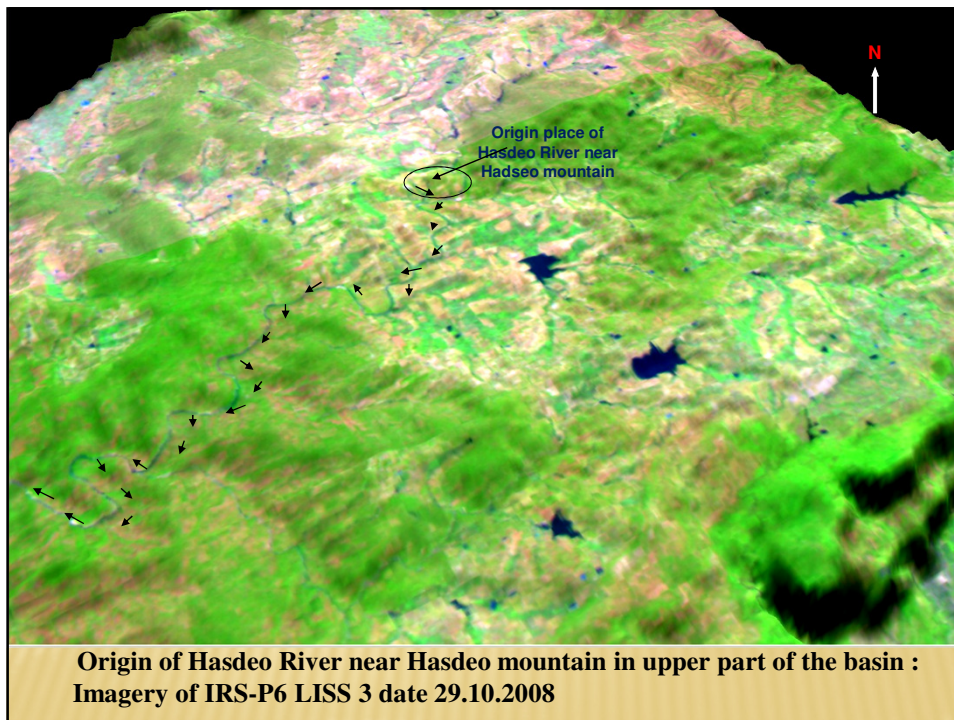 N
Origin place of
Hasdeo River near
Hadseo mountain
Origin of Hasdeo River near Hasdeo mountain in upper part of the basin :
Imagery of IRS-P6 LISS 3 date 29.10.2008